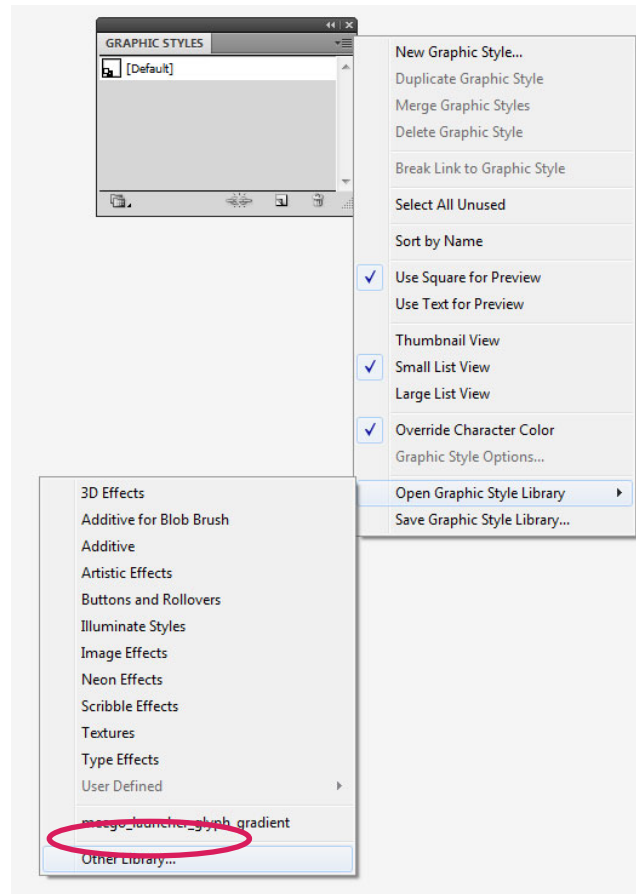 GRAPHIC STYLES
[Default]
New Graphic Style...
Duplicate Graphic Style
Merge Graphic Styles
Delete Graphic Style
Break Link to Graphic Style
Select All Unused
Sort by Name
Use Square for Preview
Use Text for Preview
Thumbnail View
Small List View
Large List View
Override Character Color
Graphic Style Options...
Open Graphic Style Library
Save Graphic Style Library...
3D Effects
Additive for Blob Brush
Additive
Artistic Effects
Buttons and Rollovers
Illuminate Styles
Image Effects
Neon Effects
Scribble Effects
Textures
Type Effects
User Defined
meego_launcher_glyph_gradient
Other Library...